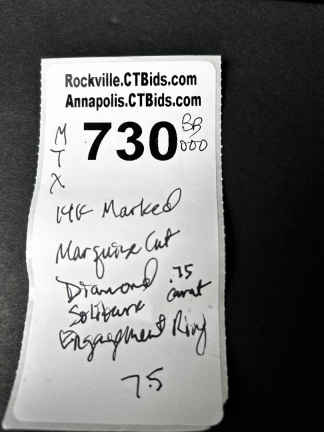 Rockville.CTBids.com
Annapolis.CTBids.com
MTX 730 BB 000
14K Marked
Marquise Cut
Diamond .75
Solitaire carat
Engagement Ring
7.5